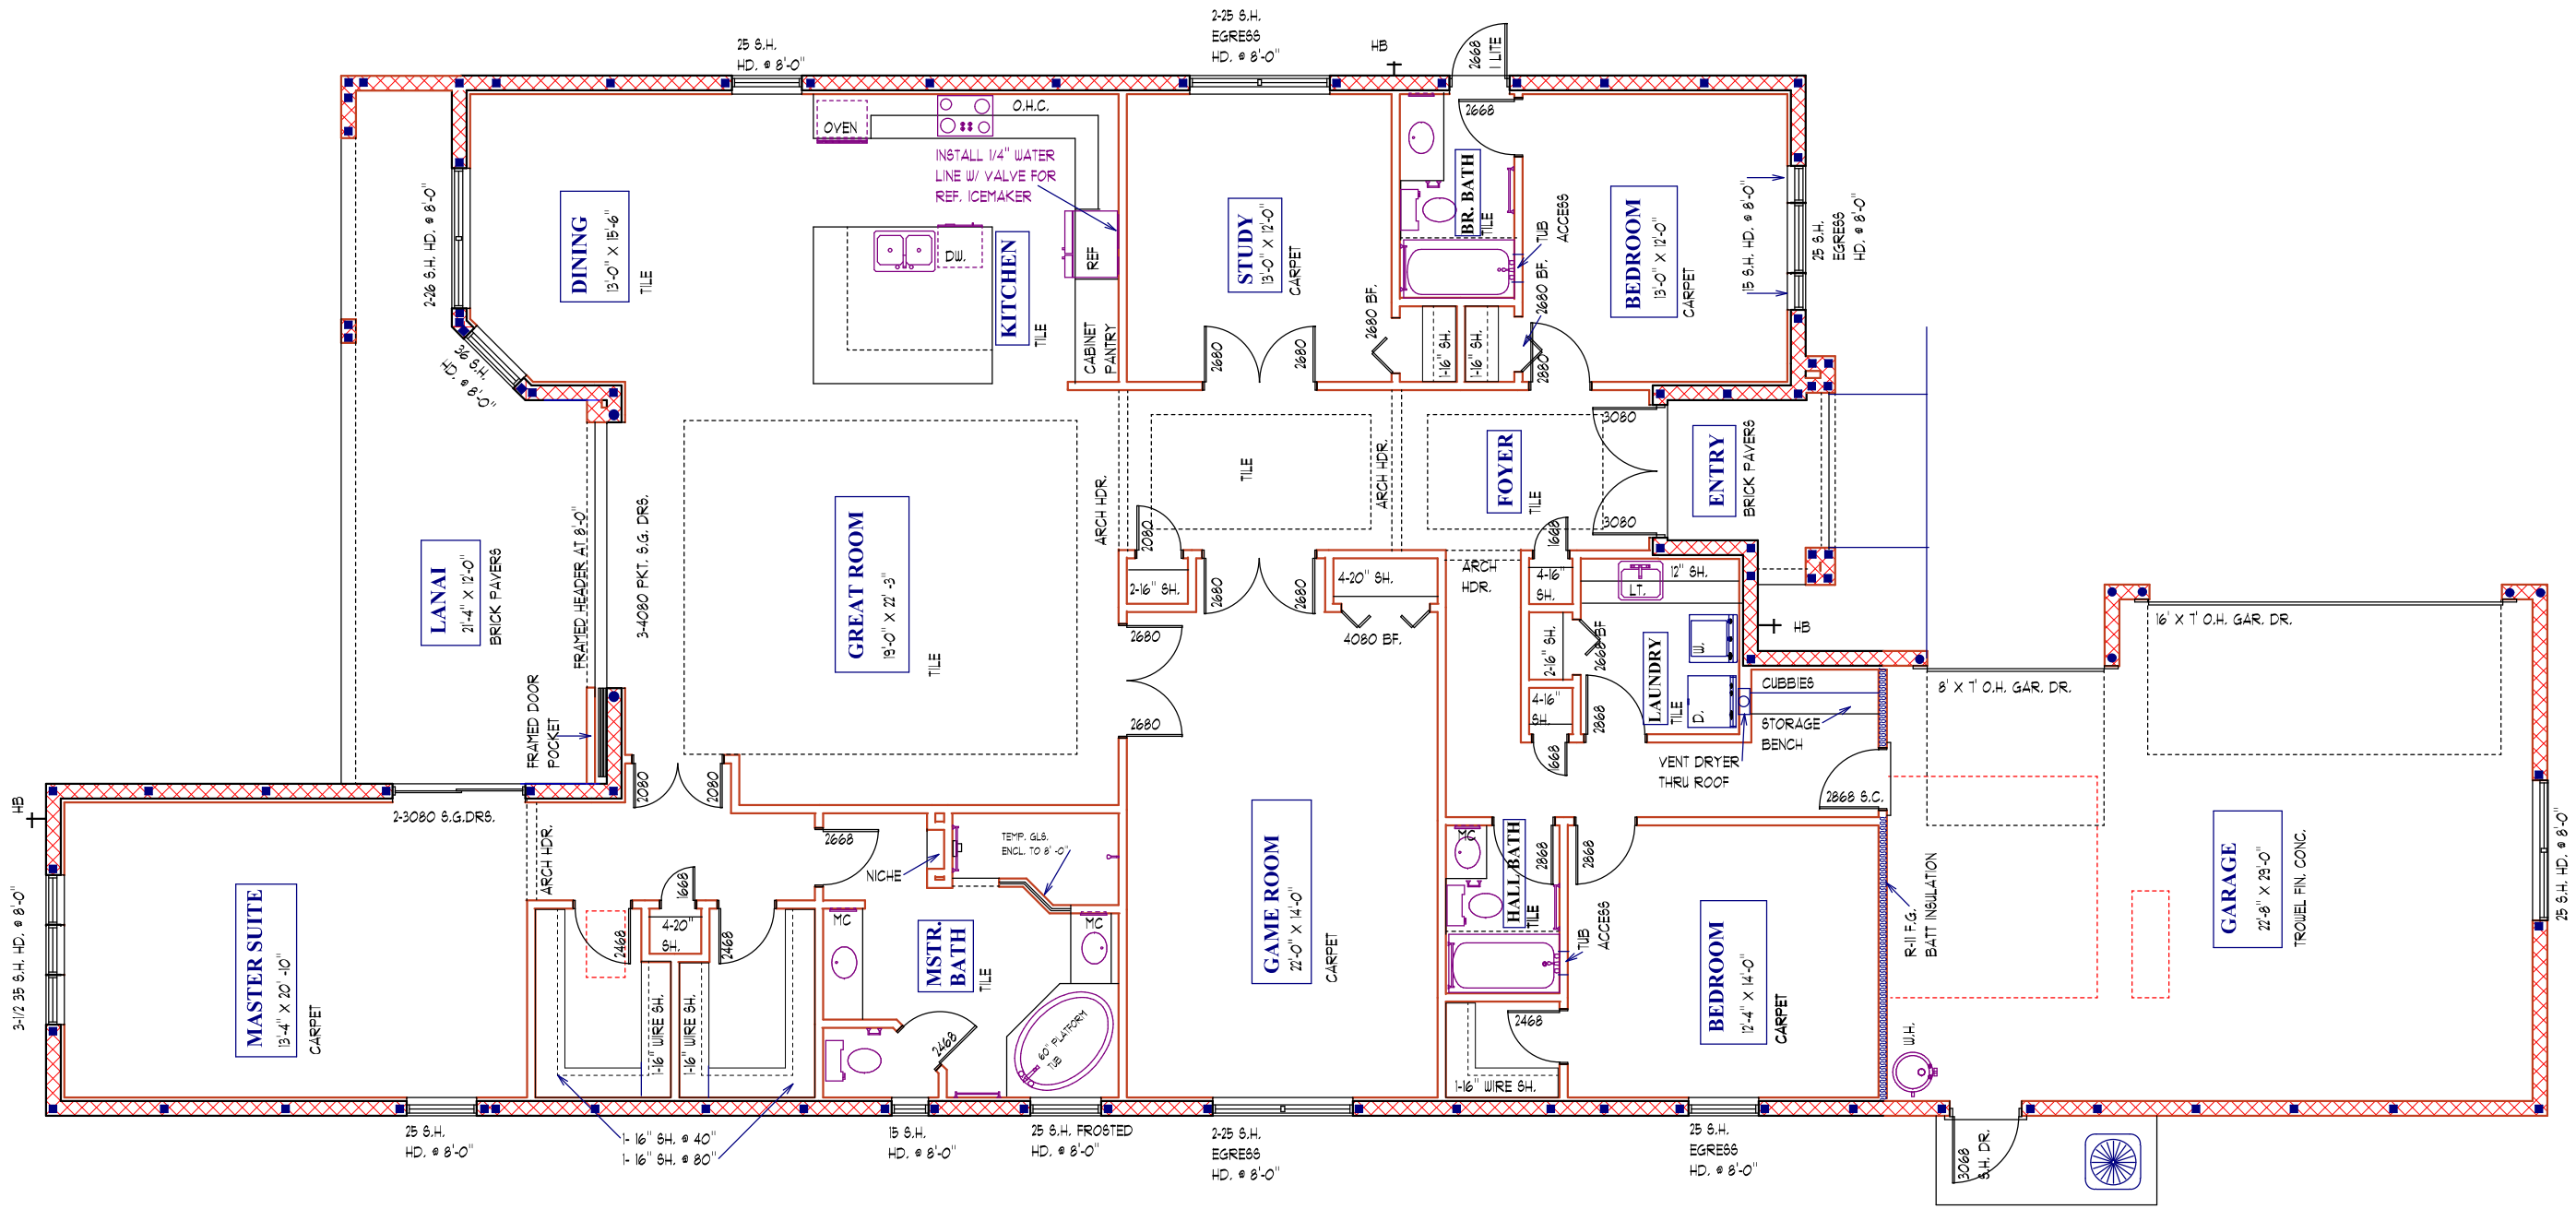 25 S.H.
HD. @ 8'-0"
2-25 S.H.
EGRESS
HD. @ 8'-0"
HB
2668
1 LITE
OVEN
O.H.C.
INSTALL 1/4" WATER
LINE W/ VALVE FOR
REF. ICEMAKER
2-26 S.H. HD. @ 8'-0"
36 S.H.
HD. @ 8'-0"
DINING
13'-0" X 15'-6"
TILE
DW.
KITCHEN
TILE
REF
CABINET
PANTRY
STUDY
13'-0" X 12'-0"
CARPET
2680
2680
2680 BF.
BR. BATH
TILE
2668
TUB
ACCESS
2680 BF.
1-16" SH.
1-16" SH.
2880
BEDROOM
13'-0" X 12'-0"
CARPET
15 S.H. HD. @ 8'-0"
25 S.H.
EGRESS
HD. @ 8'-0"
LANAI
21'-4" X 12'-0"
BRICK PAVERS
FRAMED HEADER AT 8'-0"
3-4080 PKT. S.G. DRS.
FRAMED DOOR
POCKET
GREAT ROOM
19'-0" X 22'-3"
TILE
ARCH HDR.
TILE
ARCH HDR.
FOYER
TILE
3080
3080
ENTRY
BRICK PAVERS
2080
2-16" SH.
2680
2680
4-20" SH.
4080 BF.
2680
2680
ARCH
HDR.
1668
4-16"
SH.
LT.
12" SH.
2-16" SH.
2668 BF
LAUNDRY
TILE
W.
D.
4-16"
SH.
1668
2868
HB
CUBBIES
STORAGE
BENCH
VENT DRYER
THRU ROOF
2868 S.C.
16' X 7' O.H. GAR. DR.
8' X 7' O.H. GAR. DR.
HB
2-3080 S.G.DRS.
2080
2080
3-1/2 35 S.H. HD. @ 8'-0"
MASTER SUITE
13'-4" X 20'-10"
CARPET
ARCH HDR.
1668
4-20"
SH.
2468
2468
1-16" WIRE SH.
1-16" WIRE SH.
2668
NICHE
TEMP. GLS.
ENCL. TO 8'-0"
MC
MC
MSTR.
BATH
TILE
2468
60" PLATFORM
TUB
GAME ROOM
22'-0" X 14'-0"
CARPET
MC
HALL BATH
TILE
2868
2868
TUB
ACCESS
2468
1-16" WIRE SH.
BEDROOM
12'-4" X 14'-0"
CARPET
R-11 F.G.
BATT INSULATION
W.H.
GARAGE
22'-8" X 29'-0"
TROWEL FIN. CONC.
25 S.H. HD. @ 8'-0"
25 S.H.
HD. @ 8'-0"
1- 16" SH. @ 40"
1- 16" SH. @ 80"
15 S.H.
HD. @ 8'-0"
25 S.H. FROSTED
HD. @ 8'-0"
2-25 S.H.
EGRESS
HD. @ 8'-0"
25 S.H.
EGRESS
HD. @ 8'-0"
3068
S.H. DR.